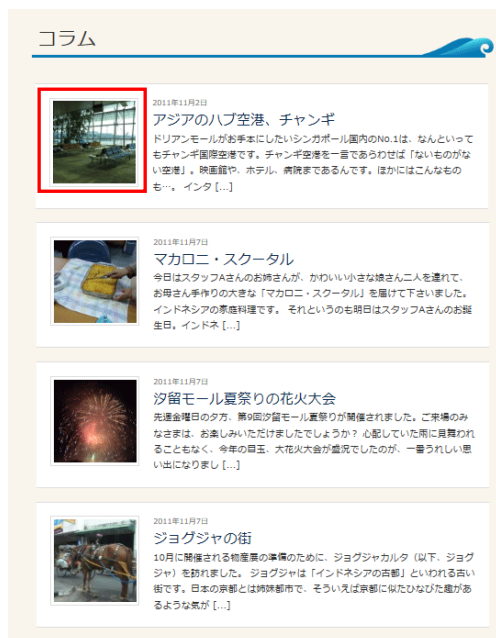 コラム
2011年11月2日
アジアのハブ空港、チャンギ
ドリアンモールがお手本にしたいシンガポール国内のNo.1は、なんといって
もチャンギ国際空港です。チャンギ空港を一言であらわせば「ないものがな
い空港」。映画館や、ホテル、病院まであるんです。ほかにはこんなもの
も…。 インタ [...]
2011年11月7日
マカロニ・スクータル
今日はスタッフAさんのお姉さんが、かわいい小さな娘さん二人を連れて、
お母さん手作りの大きな「マカロニ・スクータル」を届けて下さいました。
インドネシアの家庭料理です。 それというのも明日はスタッフAさんのお誕
生日。インドネ [...]
2011年11月7日
汐留モール夏祭りの花火大会
先週金曜日の夕方、第9回汐留モール夏祭りが開催されました。ご来場のみ
なさまは、お楽しみいただけましたでしょうか？ 心配していた雨に見舞われ
ることもなく、今年の目玉、大花火大会が盛況でしたのが、一番うれしい思
い出になりまし [...]
2011年11月8日
ジョグジャの街
10月に開催される物産展の準備のために、ジョグジャカルタ（以下、ジョグ
ジャ）を訪れました。 ジョグジャは「インドネシアの古都」といわれる古い
街です。日本の京都とは姉妹都市で、そういえば京都に似たひなびた趣があ
るような気が [...]